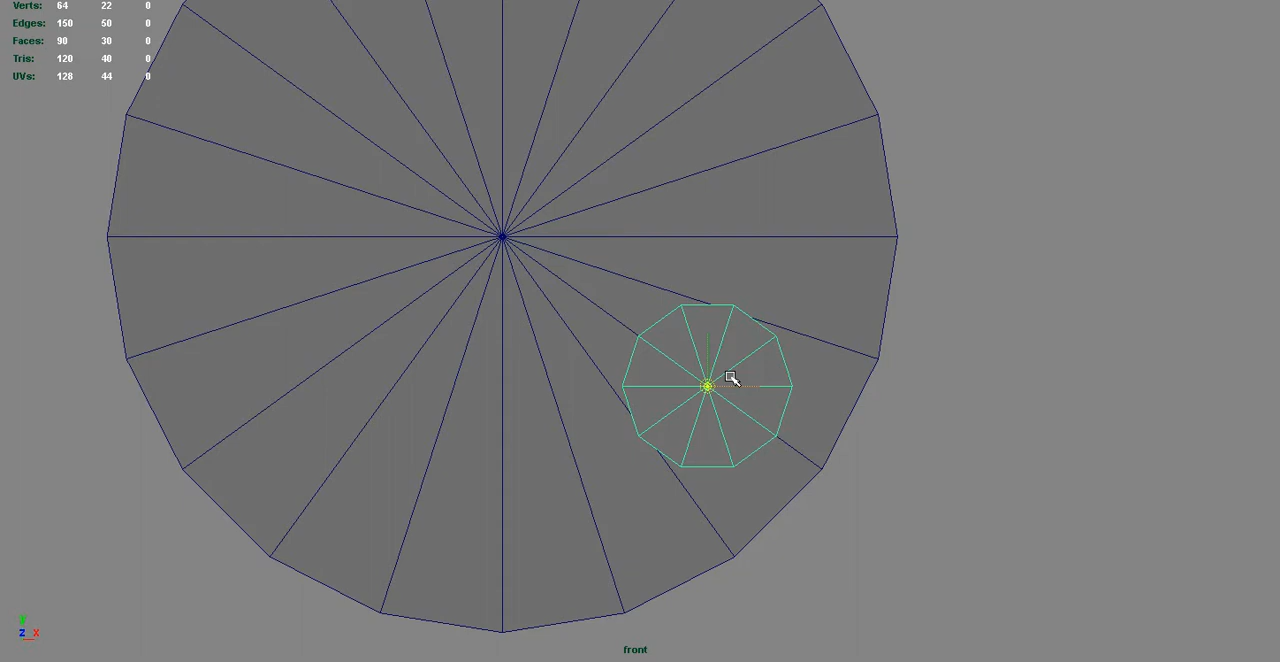 Verts: 64 22 0
Edges: 150 50 0
Faces: 90 30 0
Tris: 120 40 0
UVs: 128 44 0
y
z x
front